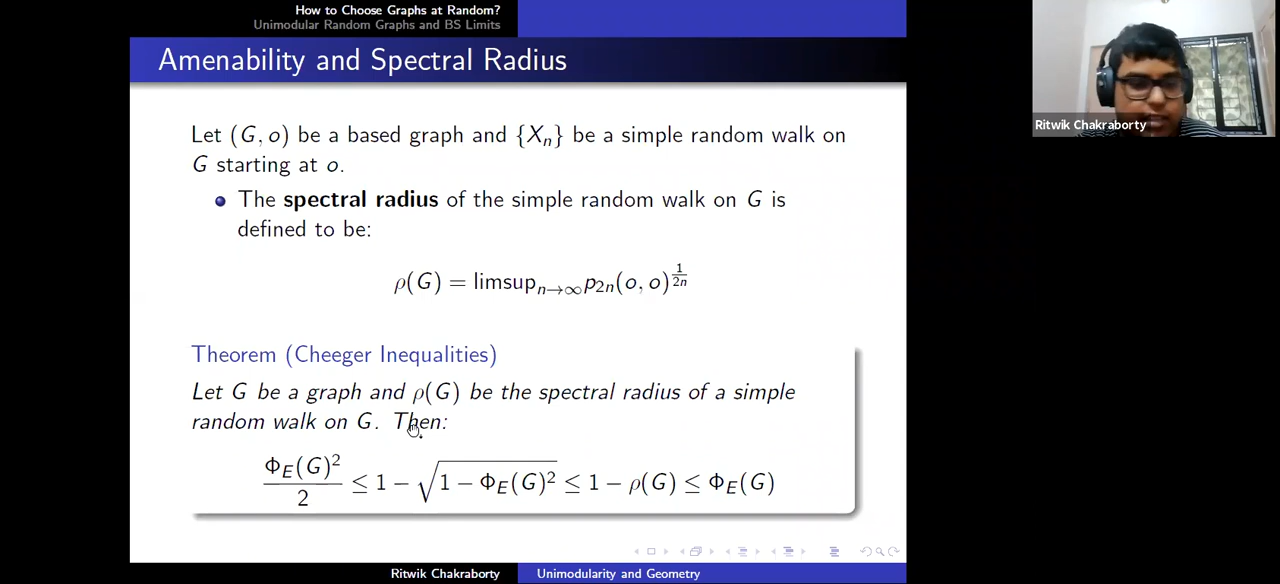 How to Choose Graphs at Random?
Unimodular Random Graphs and BS Limits
Amenability and Spectral Radius
Let (G, o) be a based graph and {Xₙ} be a simple random walk on
G starting at o.
The spectral radius of the simple random walk on G is
defined to be:
ρ(G) = limsupₙ→∞ p₂ₙ(o, o)^(1/2n)
Theorem (Cheeger Inequalities)
Let G be a graph and ρ(G) be the spectral radius of a simple
random walk on G. Then:
Φ_E(G)²/2 ≤ 1 − √(1 − Φ_E(G)²) ≤ 1 − ρ(G) ≤ Φ_E(G)
Ritwik Chakraborty
Unimodularity and Geometry
Ritwik Chakraborty